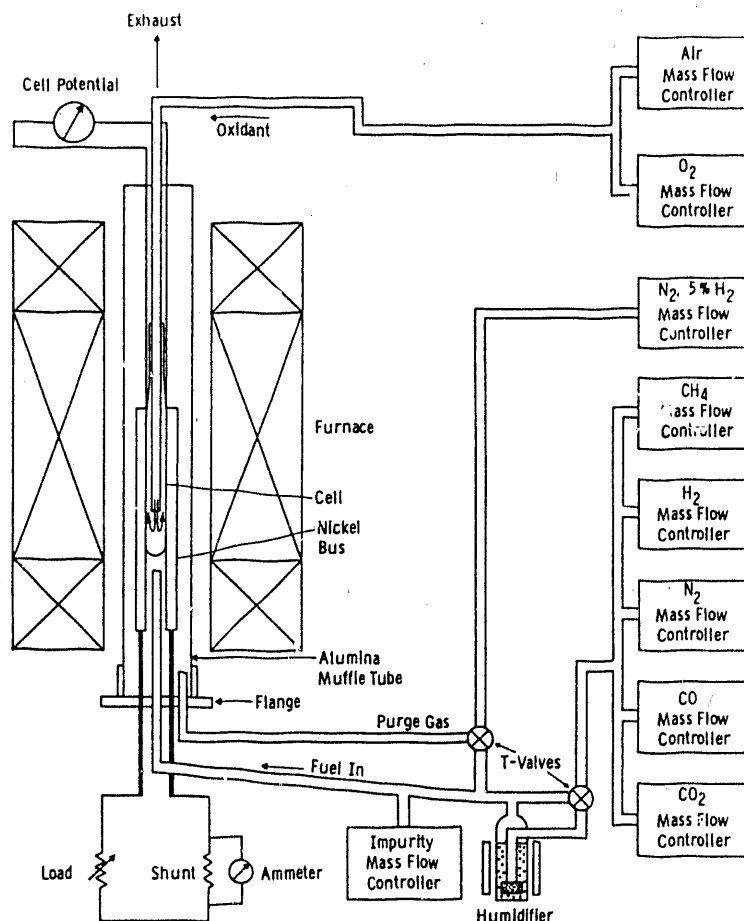 Exhaust
Cell Potential
Oxidant
Air
Mass Flow
Controller
O2
Mass Flow
Controller
N2, 5% H2
Mass Flow
Controller
CH4
Mass Flow
Controller
H2
Mass Flow
Controller
N2
Mass Flow
Controller
CO
Mass Flow
Controller
CO2
Mass Flow
Controller
Furnace
Cell
Nickel
Bus
Alumina
Muffle Tube
Flange
Purge Gas
T-Valves
Fuel In
Load
Shunt
Ammeter
Impurity
Mass Flow
Controller
Humidifier